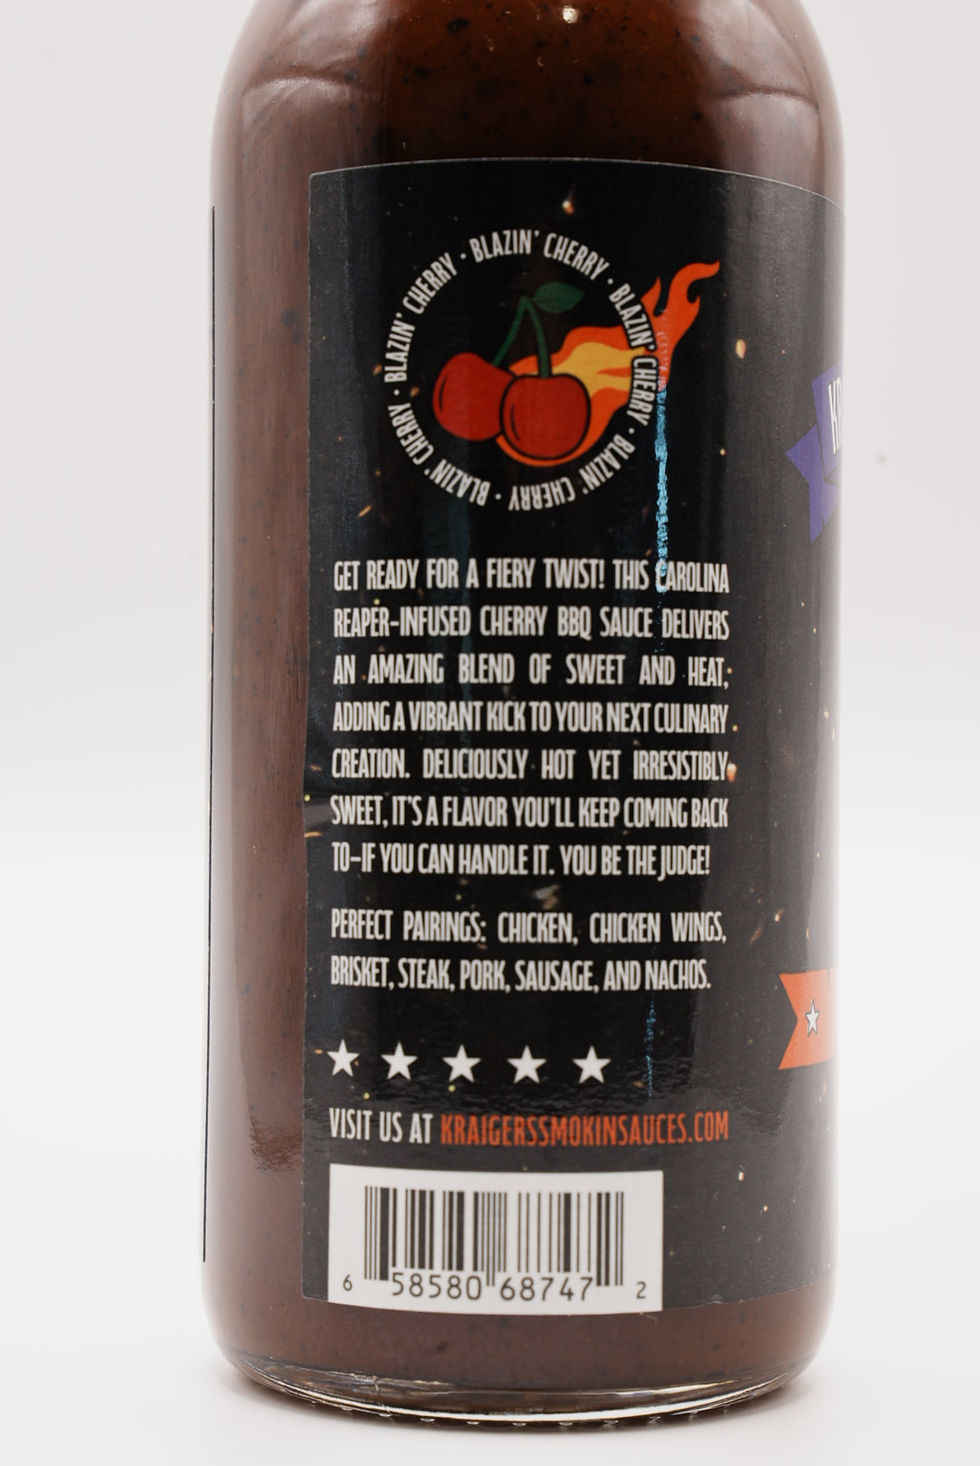 BLAZIN' CHERRY · BLAZIN' CHERRY · BLAZIN' CHERRY · BLAZIN' CHERRY · BLAZIN' CHERRY ·
GET READY FOR A FIERY TWIST! THIS CAROLINA
REAPER-INFUSED CHERRY BBQ SAUCE DELIVERS
AN AMAZING BLEND OF SWEET AND HEAT,
ADDING A VIBRANT KICK TO YOUR NEXT CULINARY
CREATION. DELICIOUSLY HOT YET IRRESISTIBLY
SWEET, IT'S A FLAVOR YOU'LL KEEP COMING BACK
TO-IF YOU CAN HANDLE IT. YOU BE THE JUDGE!
PERFECT PAIRINGS: CHICKEN, CHICKEN WINGS,
BRISKET, STEAK, PORK, SAUSAGE, AND NACHOS.
VISIT US AT KRAIGERSSMOKINSAUCES.COM
6 58580 68747 2